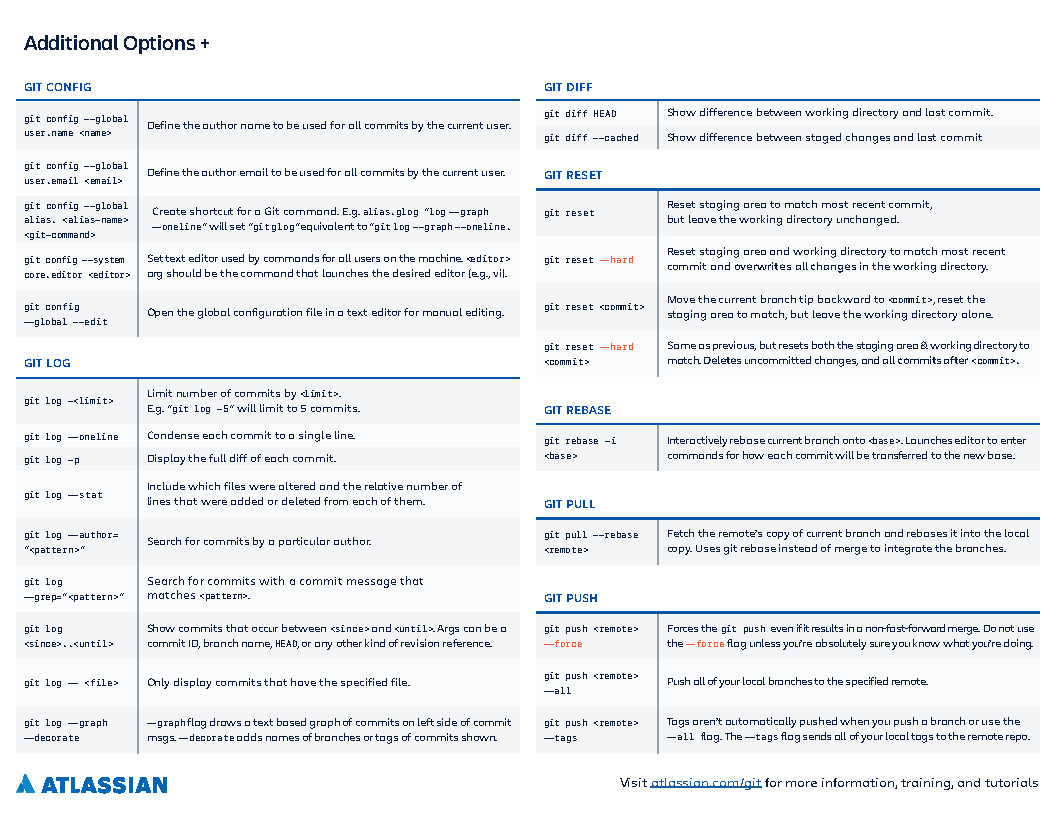 Additional Options +
GIT CONFIG
git config --global
user.name <name>
Define the author name to be used for all commits by the current user.
git config --global
user.email <email>
Define the author email to be used for all commits by the current user.
git config --global
alias. <alias-name>
<git-command>
Create shortcut for a Git command. E.g. alias.glog “log --graph
--oneline” will set ”git glog”equivalent to ”git log --graph --oneline.
git config --system
core.editor <editor>
Set text editor used by commands for all users on the machine. <editor>
arg should be the command that launches the desired editor (e.g., vi).
git config
--global --edit
Open the global configuration file in a text editor for manual editing.
GIT LOG
git log -<limit>
Limit number of commits by <limit>.
E.g. ”git log -5” will limit to 5 commits.
git log --oneline
Condense each commit to a single line.
git log -p
Display the full diff of each commit.
git log --stat
Include which files were altered and the relative number of
lines that were added or deleted from each of them.
git log --author=
”<pattern>”
Search for commits by a particular author.
git log
--grep=”<pattern>”
Search for commits with a commit message that
matches <pattern>.
git log
<since>..<until>
Show commits that occur between <since> and <until>. Args can be a
commit ID, branch name, HEAD, or any other kind of revision reference.
git log -- <file>
Only display commits that have the specified file.
git log --graph
--decorate
--graph flag draws a text based graph of commits on left side of commit
msgs. --decorate adds names of branches or tags of commits shown.
GIT DIFF
git diff HEAD
Show difference between working directory and last commit.
git diff --cached
Show difference between staged changes and last commit
GIT RESET
git reset
Reset staging area to match most recent commit,
but leave the working directory unchanged.
git reset --hard
Reset staging area and working directory to match most recent
commit and overwrites all changes in the working directory.
git reset <commit>
Move the current branch tip backward to <commit>, reset the
staging area to match, but leave the working directory alone.
git reset --hard
<commit>
Same as previous, but resets both the staging area & working directory to
match. Deletes uncommitted changes, and all commits after <commit>.
GIT REBASE
git rebase -i
<base>
Interactively rebase current branch onto <base>. Launches editor to enter
commands for how each commit will be transferred to the new base.
GIT PULL
git pull --rebase
<remote>
Fetch the remote’s copy of current branch and rebases it into the local
copy. Uses git rebase instead of merge to integrate the branches.
GIT PUSH
git push <remote>
--force
Forces the git push even if it results in a non-fast-forward merge. Do not use
the --force flag unless you’re absolutely sure you know what you’re doing.
git push <remote>
--all
Push all of your local branches to the specified remote.
git push <remote>
--tags
Tags aren’t automatically pushed when you push a branch or use the
--all flag. The --tags flag sends all of your local tags to the remote repo.
ATLASSIAN
Visit atlassian.com/git for more information, training, and tutorials